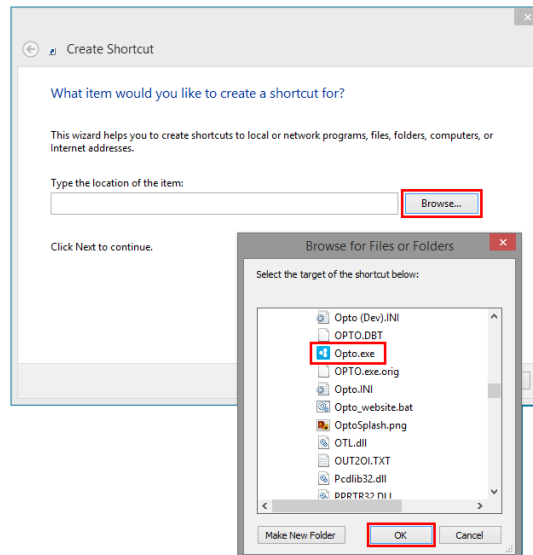 Create Shortcut
What item would you like to create a shortcut for?
This wizard helps you to create shortcuts to local or network programs, files, folders, computers, or
Internet addresses.
Type the location of the item:
Browse...
Click Next to continue.
Browse for Files or Folders
Select the target of the shortcut below:
Opto (Dev).INI
OPTO.DBT
Opto.exe
OPTO.exe.orig
Opto.INI
Opto_website.bat
OptoSplash.png
OTL.dll
OUT2OI.TXT
Pcdlib32.dll
PPRTR32.DLL
Make New Folder
OK
Cancel